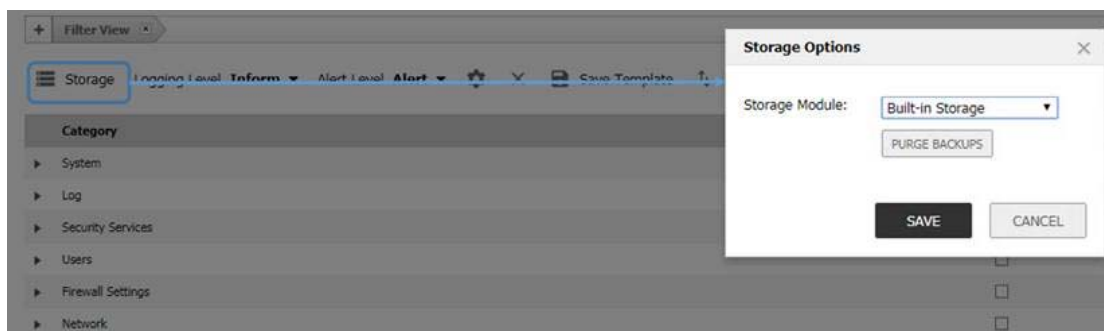 + Filter View
Storage Logging Level Inform Alert Level Alert Save Template
Category
System
Log
Security Services
Users
Firewall Settings
Network
Storage Options
Storage Module: Built-in Storage
PURGE BACKUPS
SAVE CANCEL